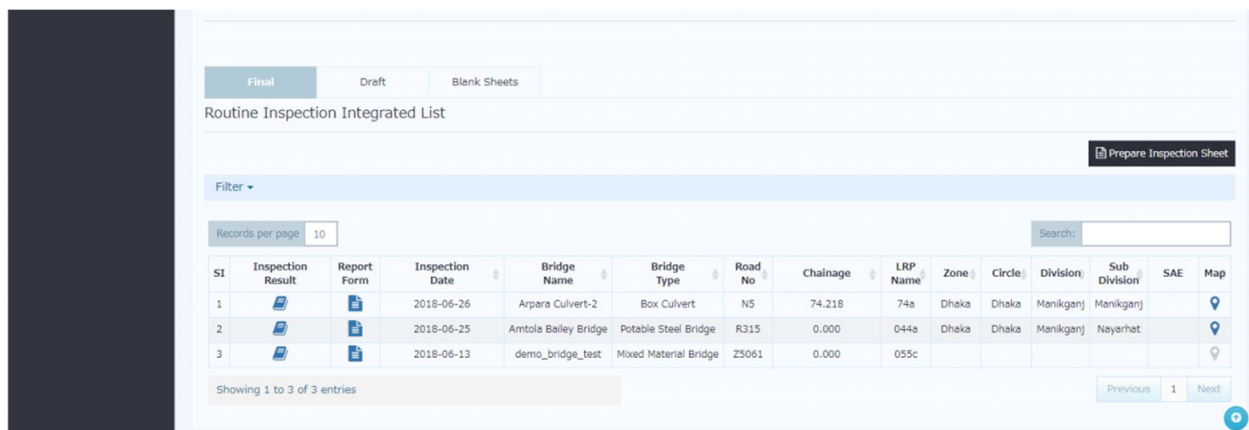 Final Draft Blank Sheets
Routine Inspection Integrated List
Prepare Inspection Sheet
Filter
Records per page 10 Search:
SI Inspection Result Report Form Inspection Date Bridge Name Bridge Type Road No Chainage LRP Name Zone Circle Division Sub Division SAE Map
1 2018-06-26 Arpara Culvert-2 Box Culvert N5 74.218 74a Dhaka Dhaka Manikganj Manikganj
2 2018-06-25 Amtola Bailey Bridge Potable Steel Bridge R315 0.000 044a Dhaka Dhaka Manikganj Nayarhat
3 2018-06-13 demo_bridge_test Mixed Material Bridge Z5061 0.000 055c
Showing 1 to 3 of 3 entries Previous 1 Next